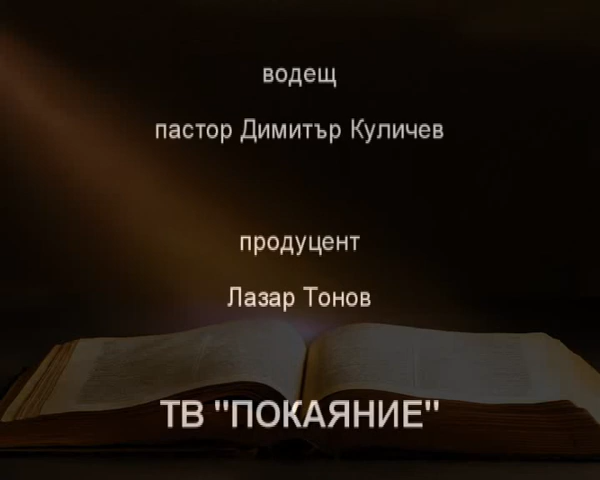 водещ
пастор Димитър Куличев
продуцент
Лазар Тонов
ТВ "ПОКАЯНИЕ"